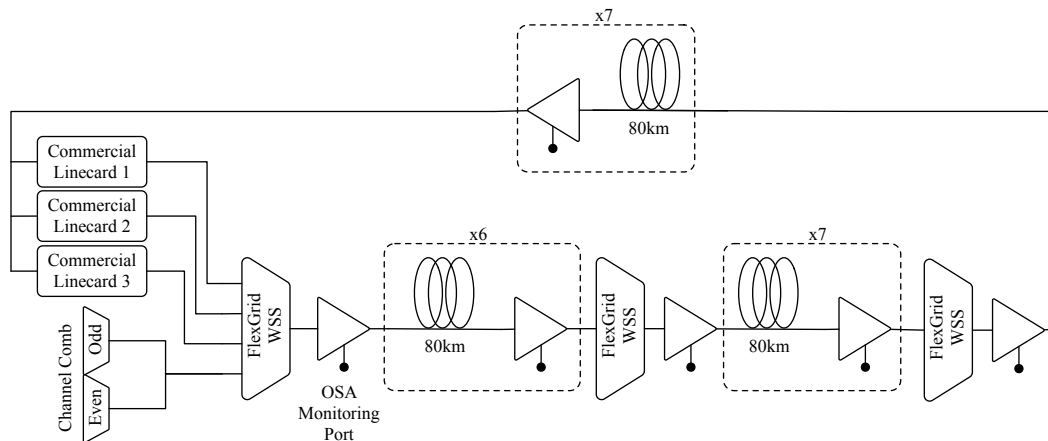 x7
80km
Commercial
Linecard 1
Commercial
Linecard 2
Commercial
Linecard 3
Channel Comb
Odd
Even
FlexGrid
WSS
OSA
Monitoring
Port
x6
80km
FlexGrid
WSS
x7
80km
FlexGrid
WSS